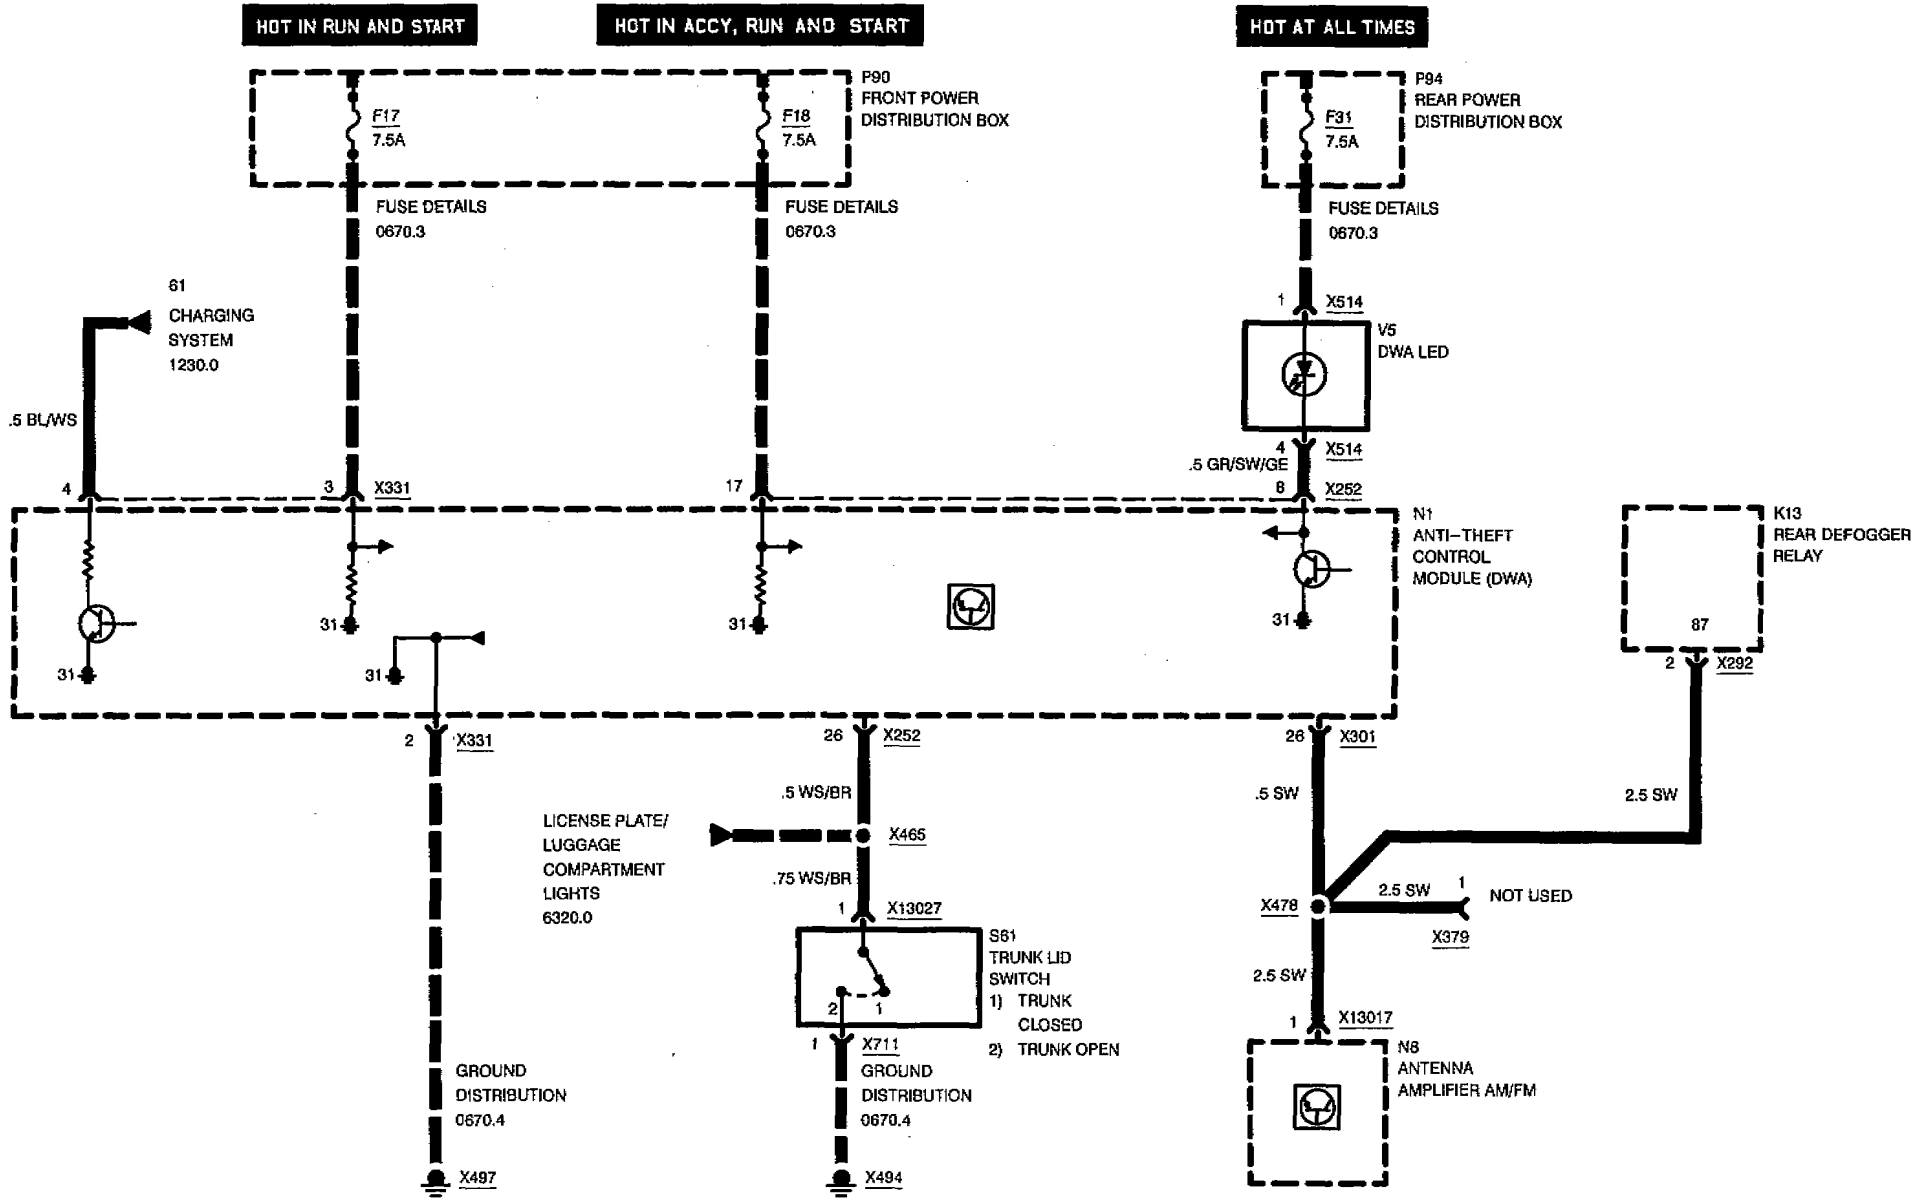 HOT IN RUN AND START
HOT IN ACCY, RUN AND START
HOT AT ALL TIMES
P90
FRONT POWER
DISTRIBUTION BOX
P94
REAR POWER
DISTRIBUTION BOX
F17
7.5A
F18
7.5A
F31
7.5A
FUSE DETAILS
0670.3
FUSE DETAILS
0670.3
FUSE DETAILS
0670.3
61
CHARGING
SYSTEM
1230.0
1
X514
V5
DWA LED
.5 BL/WS
4
X514
.5 GR/SW/GE
4
3
X331
17
8
X252
N1
ANTI-THEFT
CONTROL
MODULE (DWA)
K13
REAR DEFOGGER
RELAY
87
31
31
31
31
31
2
X292
2
X331
26
X252
26
X301
.5 WS/BR
.5 SW
2.5 SW
LICENSE PLATE/
LUGGAGE
COMPARTMENT
LIGHTS
6320.0
X465
.75 WS/BR
1
X13027
X478
2.5 SW
1
NOT USED
X379
S61
TRUNK LID
SWITCH
1) TRUNK
CLOSED
2) TRUNK OPEN
2
1
2.5 SW
1
X13017
1
X711
N8
ANTENNA
AMPLIFIER AM/FM
GROUND
DISTRIBUTION
0670.4
GROUND
DISTRIBUTION
0670.4
X497
X494